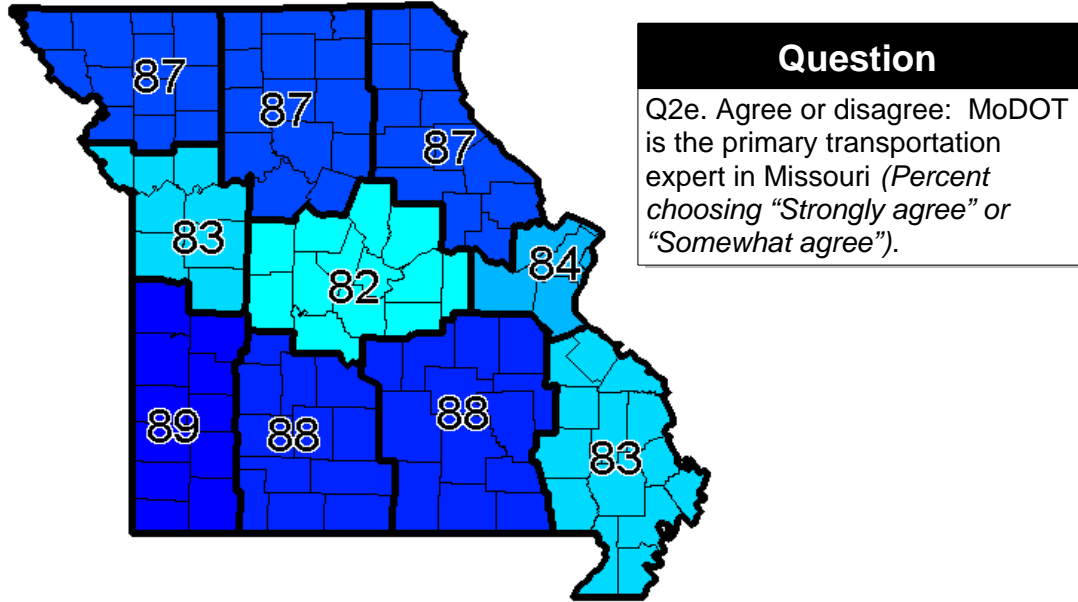 87
87
87
83
82
84
89
88
88
83
Question
Q2e. Agree or disagree:  MoDOT
is the primary transportation
expert in Missouri (Percent
choosing “Strongly agree” or
“Somewhat agree”).